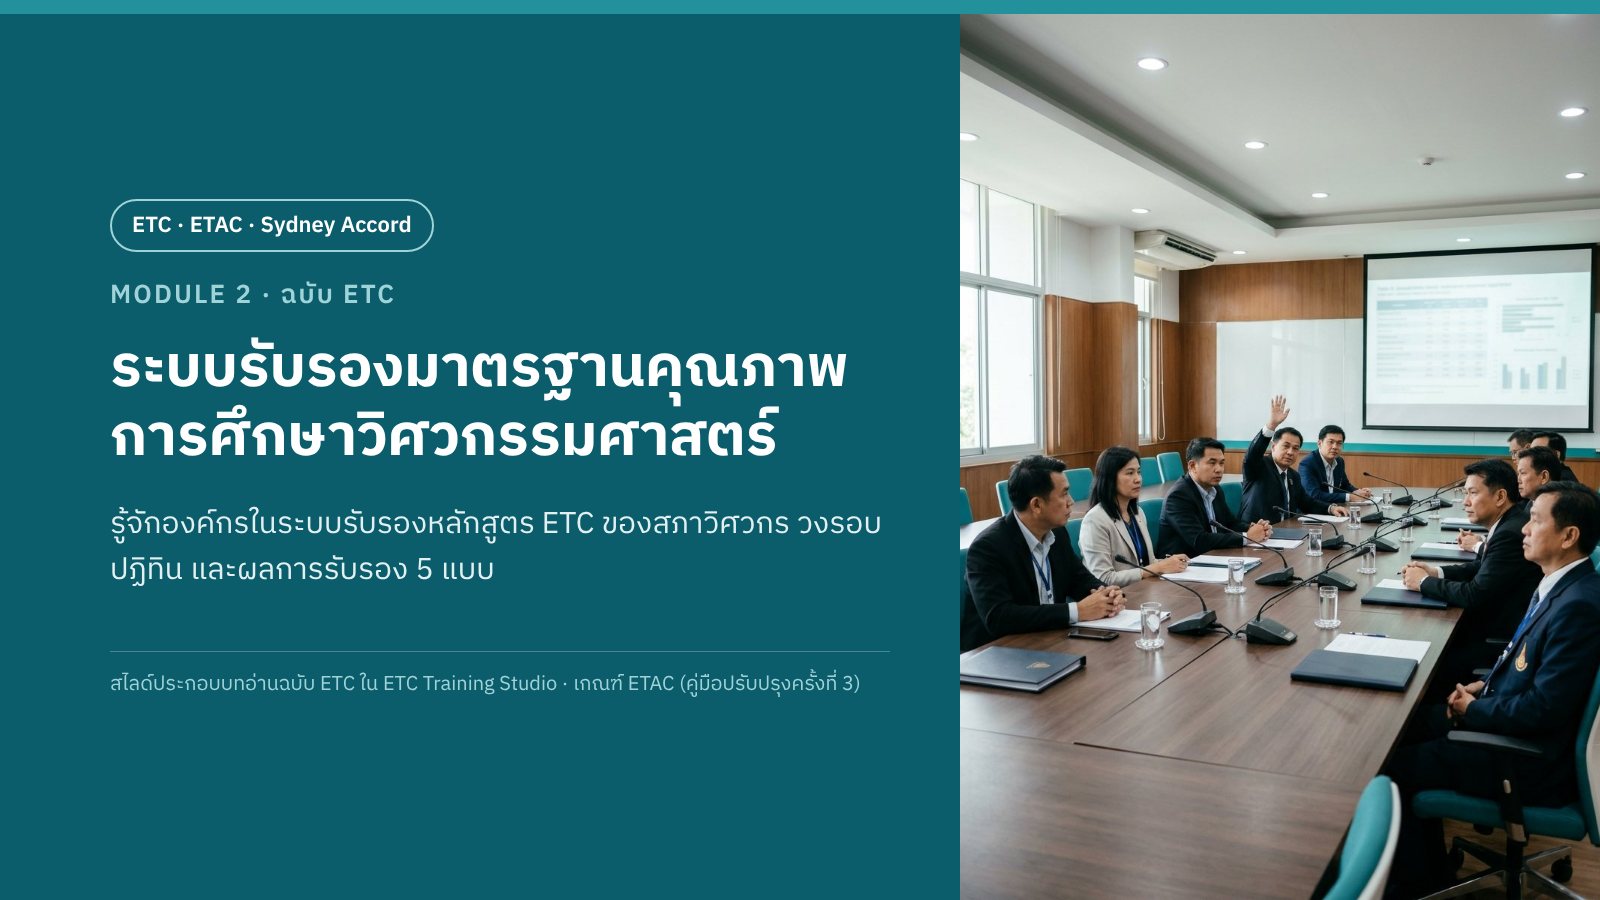 ETC · ETAC · Sydney Accord
MODULE 2 · ฉบับ ETC
ระบบรับรองมาตรฐานคุณภาพ
การศึกษาวิศวกรรมศาสตร์
รู้จักองค์กรในระบบรับรองหลักสูตร ETC ของสภาวิศวกร วงรอบ
ปฏิทิน และผลการรับรอง 5 แบบ
สไลด์ประกอบบทอ่านฉบับ ETC ใน ETC Training Studio · เกณฑ์ ETAC (คู่มือปรับปรุงครั้งที่ 3)